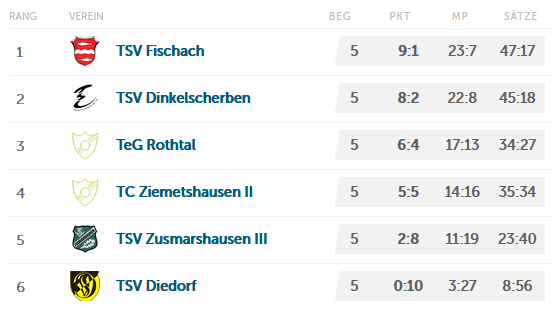 RANG VEREIN BEG PKT MP SÄTZE
1 TSV Fischach 5 9:1 23:7 47:17
2 TSV Dinkelscherben 5 8:2 22:8 45:18
3 TeG Rothtal 5 6:4 17:13 34:27
4 TC Ziemetshausen II 5 5:5 14:16 35:34
5 TSV Zusmarshausen III 5 2:8 11:19 23:40
6 TSV Diedorf 5 0:10 3:27 8:56